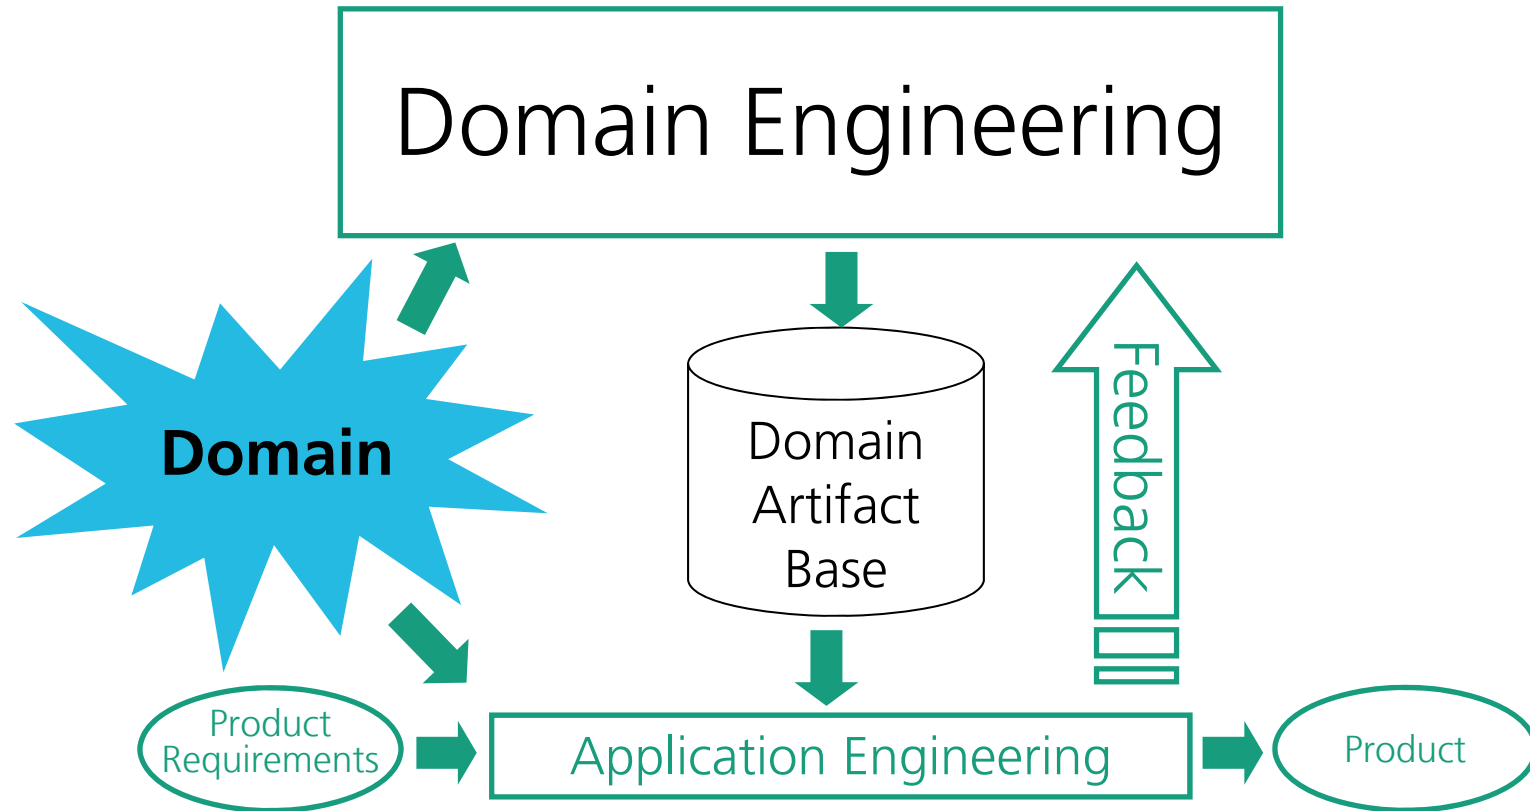 Domain Engineering
Domain
Domain
Artifact
Base
Feedback
Product
Requirements
Application Engineering
Product